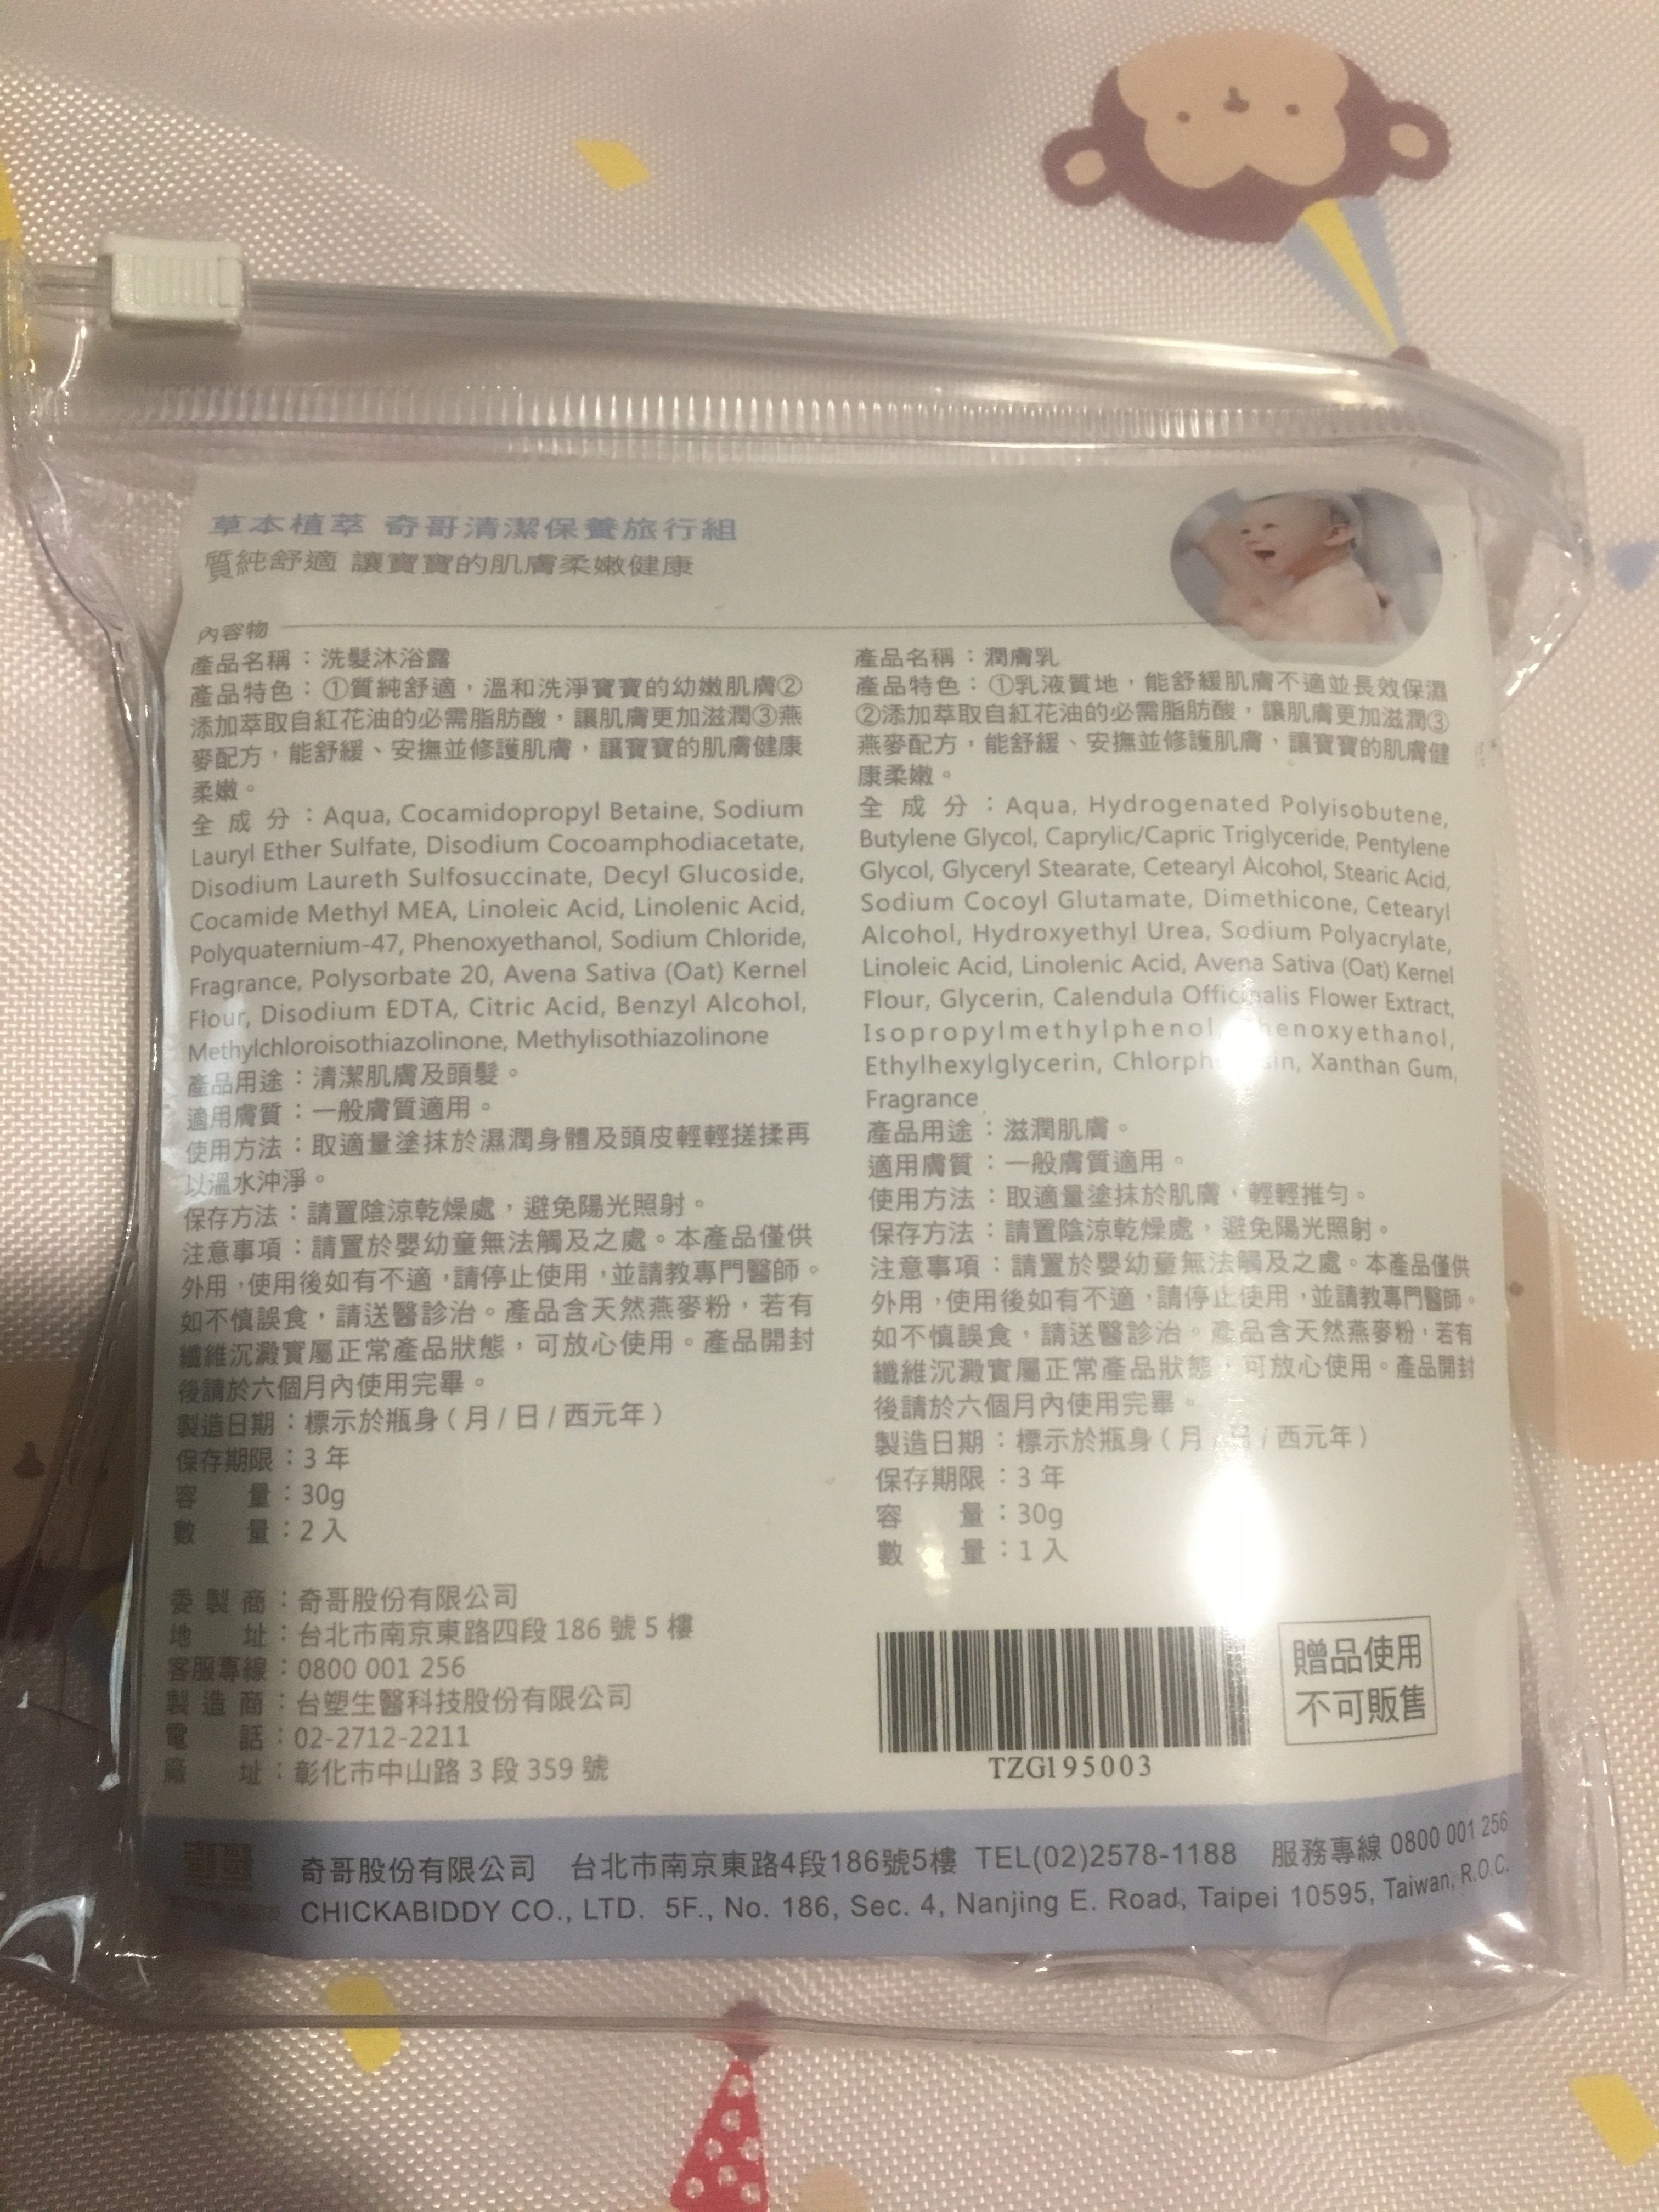 草本植萃 奇哥清潔保養旅行組
質純舒適 讓寶寶的肌膚柔嫩健康
內容物
產品名稱：洗髮沐浴露
產品特色：①質純舒適，溫和洗淨寶寶的幼嫩肌膚②
添加萃取自紅花油的必需脂肪酸，讓肌膚更加滋潤③燕
麥配方，能舒緩、安撫並修護肌膚，讓寶寶的肌膚健康
柔嫩。
全成分：Aqua, Cocamidopropyl Betaine, Sodium
Lauryl Ether Sulfate, Disodium Cocoamphodiacetate,
Disodium Laureth Sulfosuccinate, Decyl Glucoside,
Cocamide Methyl MEA, Linoleic Acid, Linolenic Acid,
Polyquaternium-47, Phenoxyethanol, Sodium Chloride,
Fragrance, Polysorbate 20, Avena Sativa (Oat) Kernel
Flour, Disodium EDTA, Citric Acid, Benzyl Alcohol,
Methylchloroisothiazolinone, Methylisothiazolinone
產品用途：清潔肌膚及頭髮。
適用膚質：一般膚質適用。
使用方法：取適量塗抹於濕潤身體及頭皮輕輕搓揉再
以溫水沖淨。
保存方法：請置陰涼乾燥處，避免陽光照射。
注意事項：請置於嬰幼童無法觸及之處。本產品僅供
外用，使用後如有不適，請停止使用，並請教專門醫師。
如不慎誤食，請送醫診治。產品含天然燕麥粉，若有
纖維沉澱實屬正常產品狀態，可放心使用。產品開封
後請於六個月內使用完畢。
製造日期：標示於瓶身(月/日/西元年)
保存期限：3年
容 量：30g
數 量：2入
委製商：奇哥股份有限公司
地 址：台北市南京東路四段186號5樓
客服專線：0800 001 256
製造商：台塑生醫科技股份有限公司
電 話：02-2712-2211
廠 址：彰化市中山路3段359號
產品名稱：潤膚乳
產品特色：①乳液質地，能舒緩肌膚不適並長效保濕
②添加萃取自紅花油的必需脂肪酸，讓肌膚更加滋潤③
燕麥配方，能舒緩、安撫並修護肌膚，讓寶寶的肌膚健
康柔嫩。
全成分：Aqua, Hydrogenated Polyisobutene,
Butylene Glycol, Caprylic/Capric Triglyceride, Pentylene
Glycol, Glyceryl Stearate, Cetearyl Alcohol, Stearic Acid,
Sodium Cocoyl Glutamate, Dimethicone, Cetearyl
Alcohol, Hydroxyethyl Urea, Sodium Polyacrylate,
Linoleic Acid, Linolenic Acid, Avena Sativa (Oat) Kernel
Flour, Glycerin, Calendula Officinalis Flower Extract,
Isopropylmethylphenol, Phenoxyethanol,
Ethylhexylglycerin, Xanthan Gum,
Fragrance
產品用途：滋潤肌膚。
適用膚質：一般膚質適用。
使用方法：取適量塗抹於肌膚，輕輕推勻。
保存方法：請置陰涼乾燥處，避免陽光照射。
注意事項：請置於嬰幼童無法觸及之處。本產品僅供
外用，使用後如有不適，請停止使用，並請教專門醫師。
如不慎誤食，請送醫診治。產品含天然燕麥粉，若有
纖維沉澱實屬正常產品狀態，可放心使用。產品開封
後請於六個月內使用完畢。
製造日期：標示於瓶身(月/日/西元年)
保存期限：3年
容 量：30g
數 量：1入
TZG195003
贈品使用
不可販售
奇哥股份有限公司 台北市南京東路4段186號5樓 TEL(02)2578-1188 服務專線 0800 001 256
CHICKABIDDY CO., LTD. 5F., No. 186, Sec. 4, Nanjing E. Road, Taipei 10595, Taiwan, R.O.C.